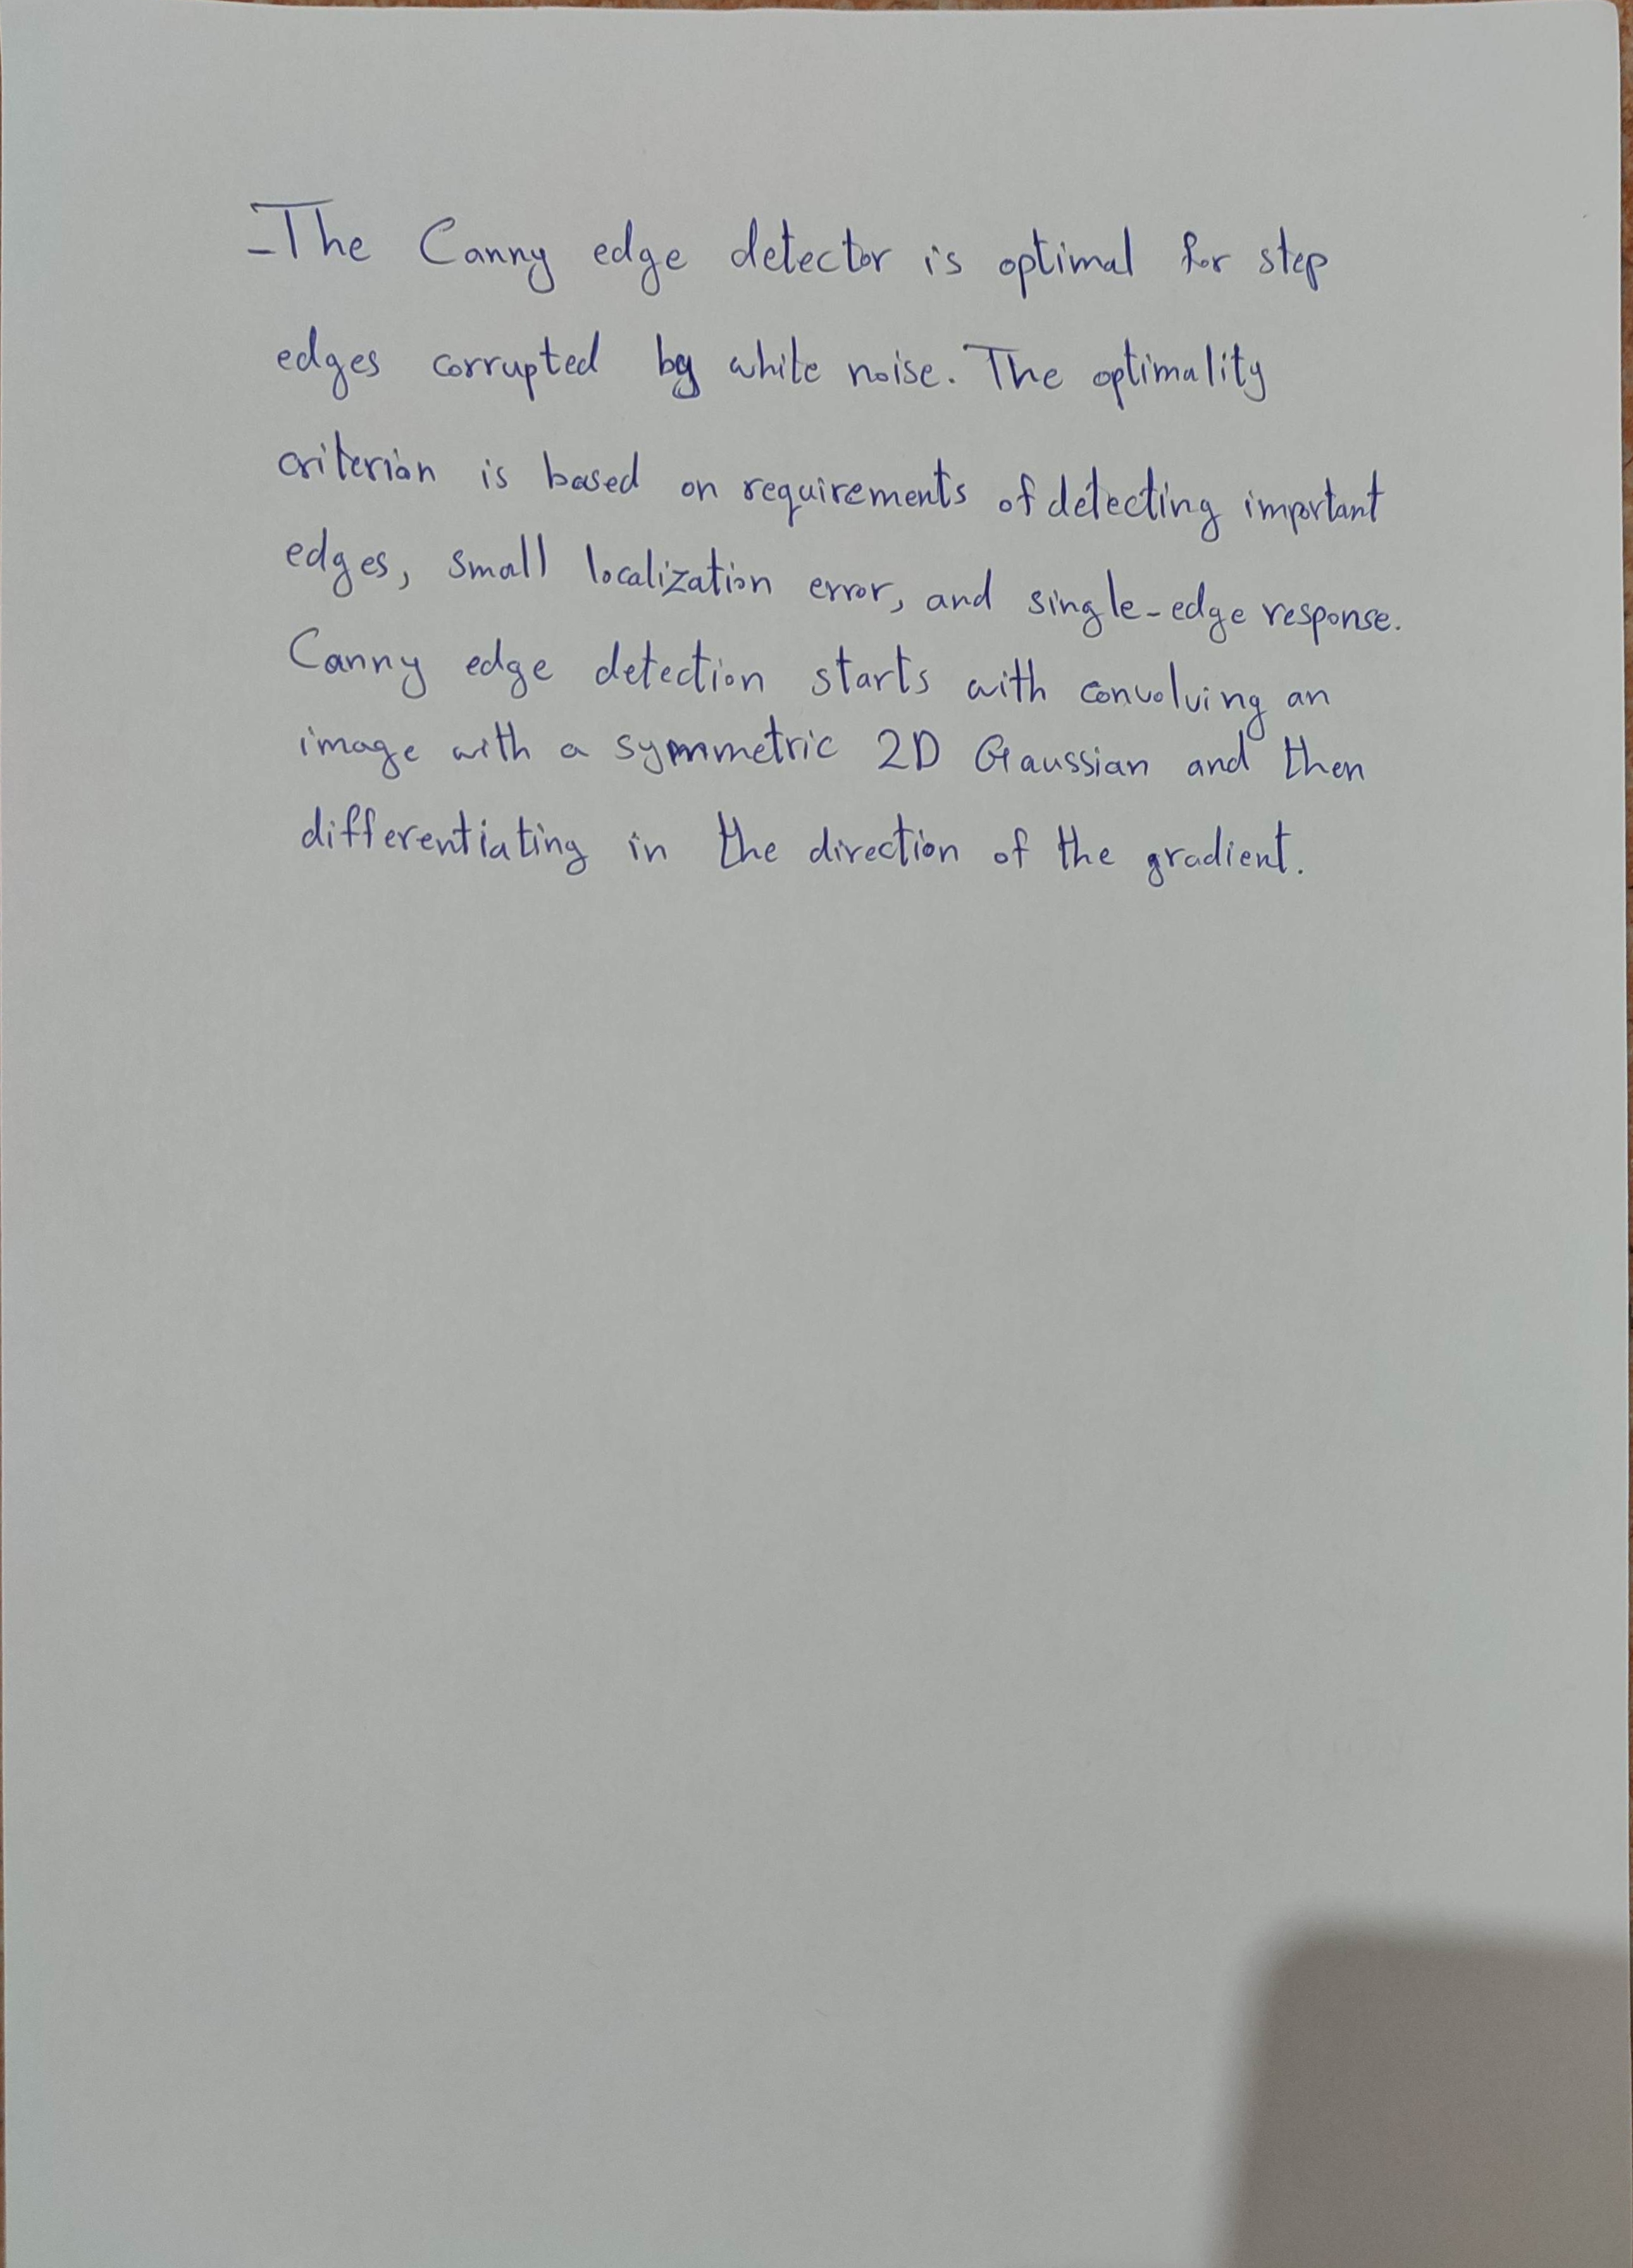 - The Canny edge detector is optimal for step
edges corrupted by white noise. The optimality
criterion is based on requirements of detecting important
edges, small localization error, and single-edge response.
Canny edge detection starts with convolving an
image with a symmetric 2D Gaussian and then
differentiating in the direction of the gradient.